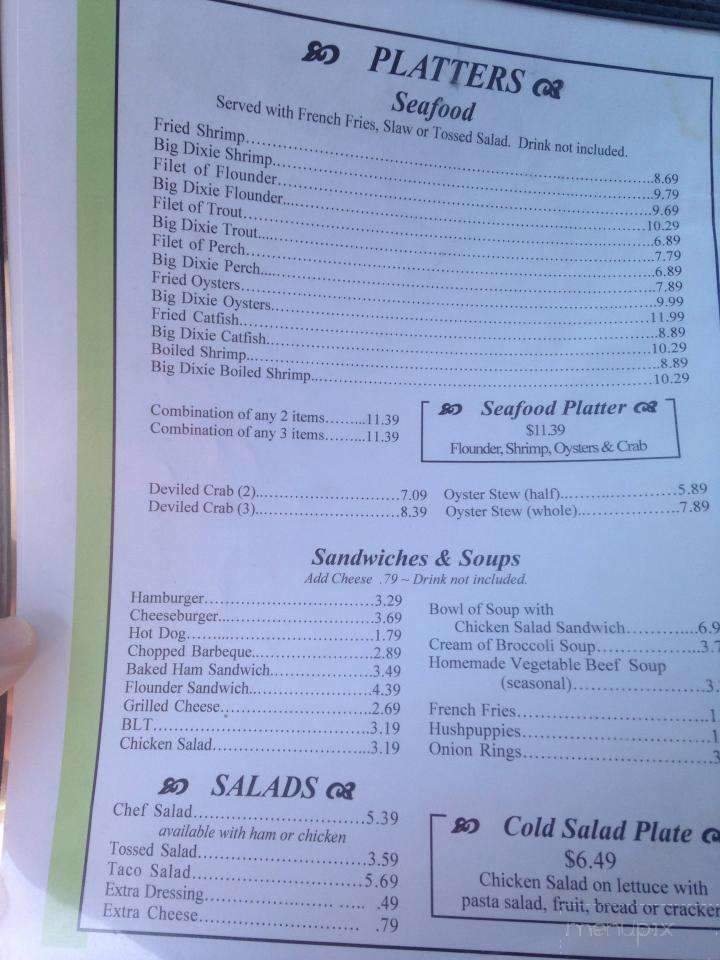 PLATTERS
Seafood
Served with French Fries, Slaw or Tossed Salad. Drink not included.
Fried Shrimp 8.69
Big Dixie Shrimp 9.79
Filet of Flounder 9.69
Big Dixie Flounder 10.29
Filet of Trout 6.89
Big Dixie Trout 7.79
Filet of Perch 6.89
Big Dixie Perch 7.89
Fried Oysters 9.99
Big Dixie Oysters 11.99
Fried Catfish 8.89
Big Dixie Catfish 10.29
Boiled Shrimp 8.89
Big Dixie Boiled Shrimp 10.29
Combination of any 2 items 11.39
Combination of any 3 items 11.39
Seafood Platter
$11.39
Flounder, Shrimp, Oysters & Crab
Deviled Crab (2) 7.09
Deviled Crab (3) 8.39
Oyster Stew (half) 5.89
Oyster Stew (whole) 7.89
Sandwiches & Soups
Add Cheese .79 ~ Drink not included.
Hamburger 3.29
Cheeseburger 3.69
Hot Dog 1.79
Chopped Barbeque 2.89
Baked Ham Sandwich 3.49
Flounder Sandwich 4.39
Grilled Cheese 2.69
BLT 3.19
Chicken Salad 3.19
Bowl of Soup with
Chicken Salad Sandwich 6.9
Cream of Broccoli Soup 3.7
Homemade Vegetable Beef Soup
(seasonal) 3.
French Fries 1
Hushpuppies 1
Onion Rings 3
SALADS
Chef Salad 5.39
available with ham or chicken
Tossed Salad 3.59
Taco Salad 5.69
Extra Dressing .49
Extra Cheese .79
Cold Salad Plate
$6.49
Chicken Salad on lettuce with
pasta salad, fruit, bread or cracker
menupix